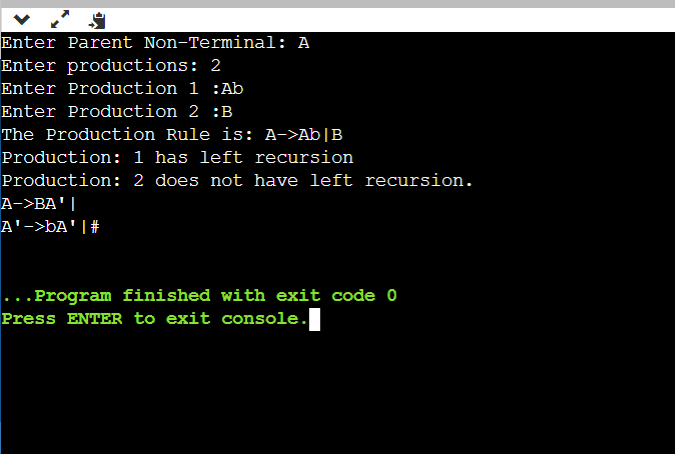 Enter Parent Non-Terminal: A
Enter productions: 2
Enter Production 1 :Ab
Enter Production 2 :B
The Production Rule is: A->Ab|B
Production: 1 has left recursion
Production: 2 does not have left recursion.
A->BA'|
A'->bA'|#
...Program finished with exit code 0
Press ENTER to exit console.